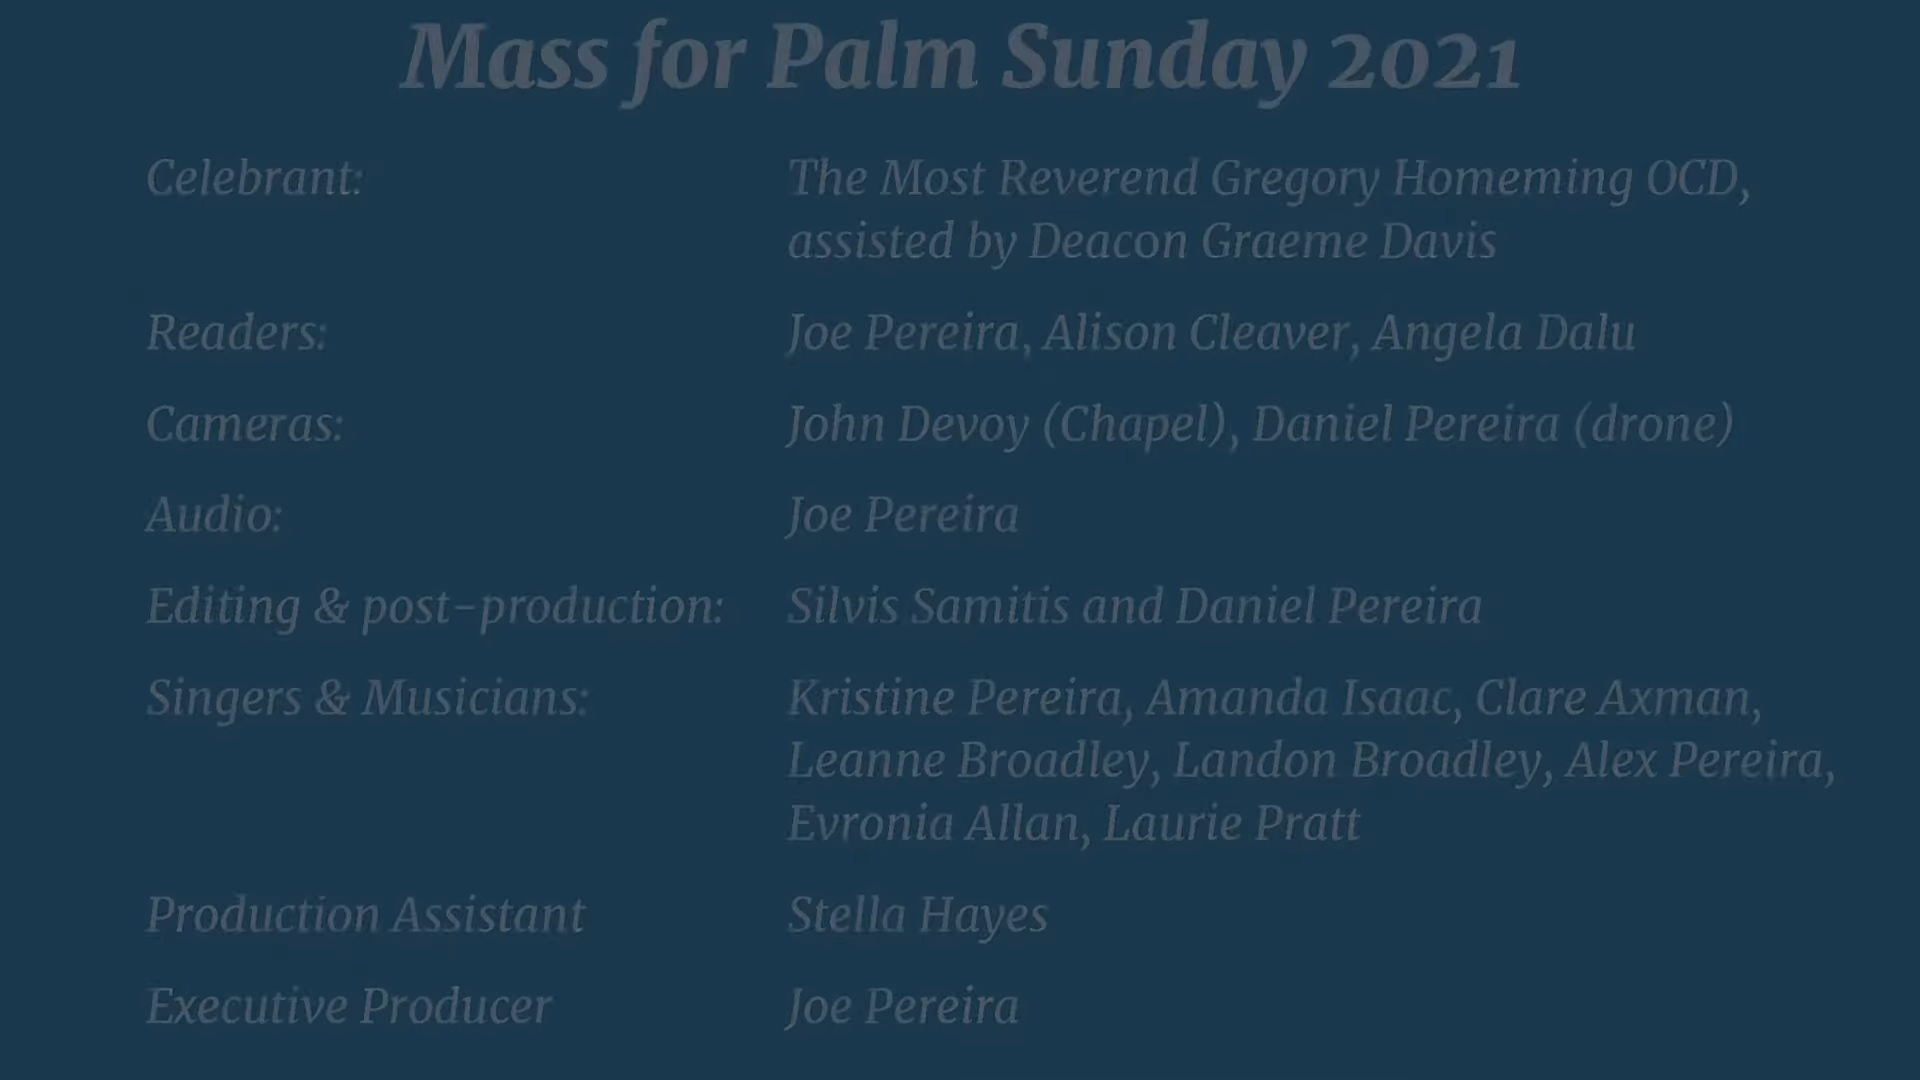 Mass for Palm Sunday 2021
Celebrant: The Most Reverend Gregory Homeming OCD,
assisted by Deacon Graeme Davis
Readers: Joe Pereira, Alison Cleaver, Angela Dalu
Cameras: John Devoy (Chapel), Daniel Pereira (drone)
Audio: Joe Pereira
Editing & post-production: Silvis Samitis and Daniel Pereira
Singers & Musicians: Kristine Pereira, Amanda Isaac, Clare Axman,
Leanne Broadley, Landon Broadley, Alex Pereira,
Evronia Allan, Laurie Pratt
Production Assistant Stella Hayes
Executive Producer Joe Pereira